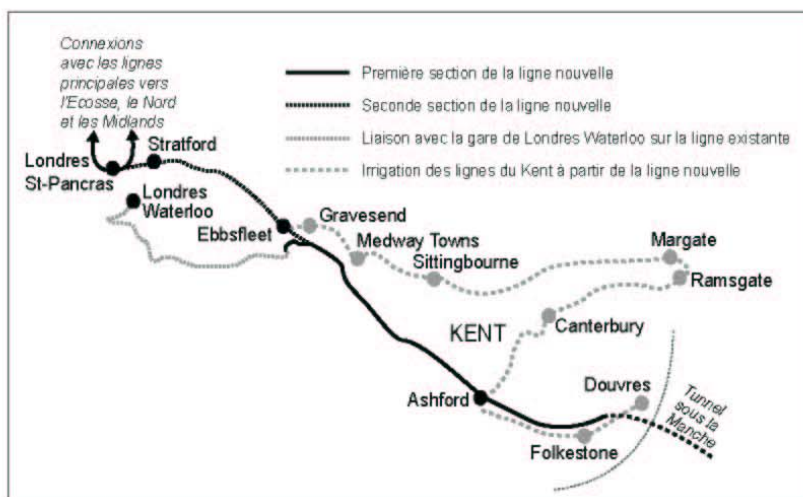 Connexions
avec les lignes
principales vers
l'Ecosse, le Nord
et les Midlands
Première section de la ligne nouvelle
Seconde section de la ligne nouvelle
Liaison avec la gare de Londres Waterloo sur la ligne existante
Irrigation des lignes du Kent à partir de la ligne nouvelle
Stratford
Londres
St-Pancras
Londres
Waterloo
Ebbsfleet
Gravesend
Medway Towns
Sittingbourne
Margate
Ramsgate
KENT
Canterbury
Ashford
Douvres
Folkestone
Tunnel
sous la
Manche